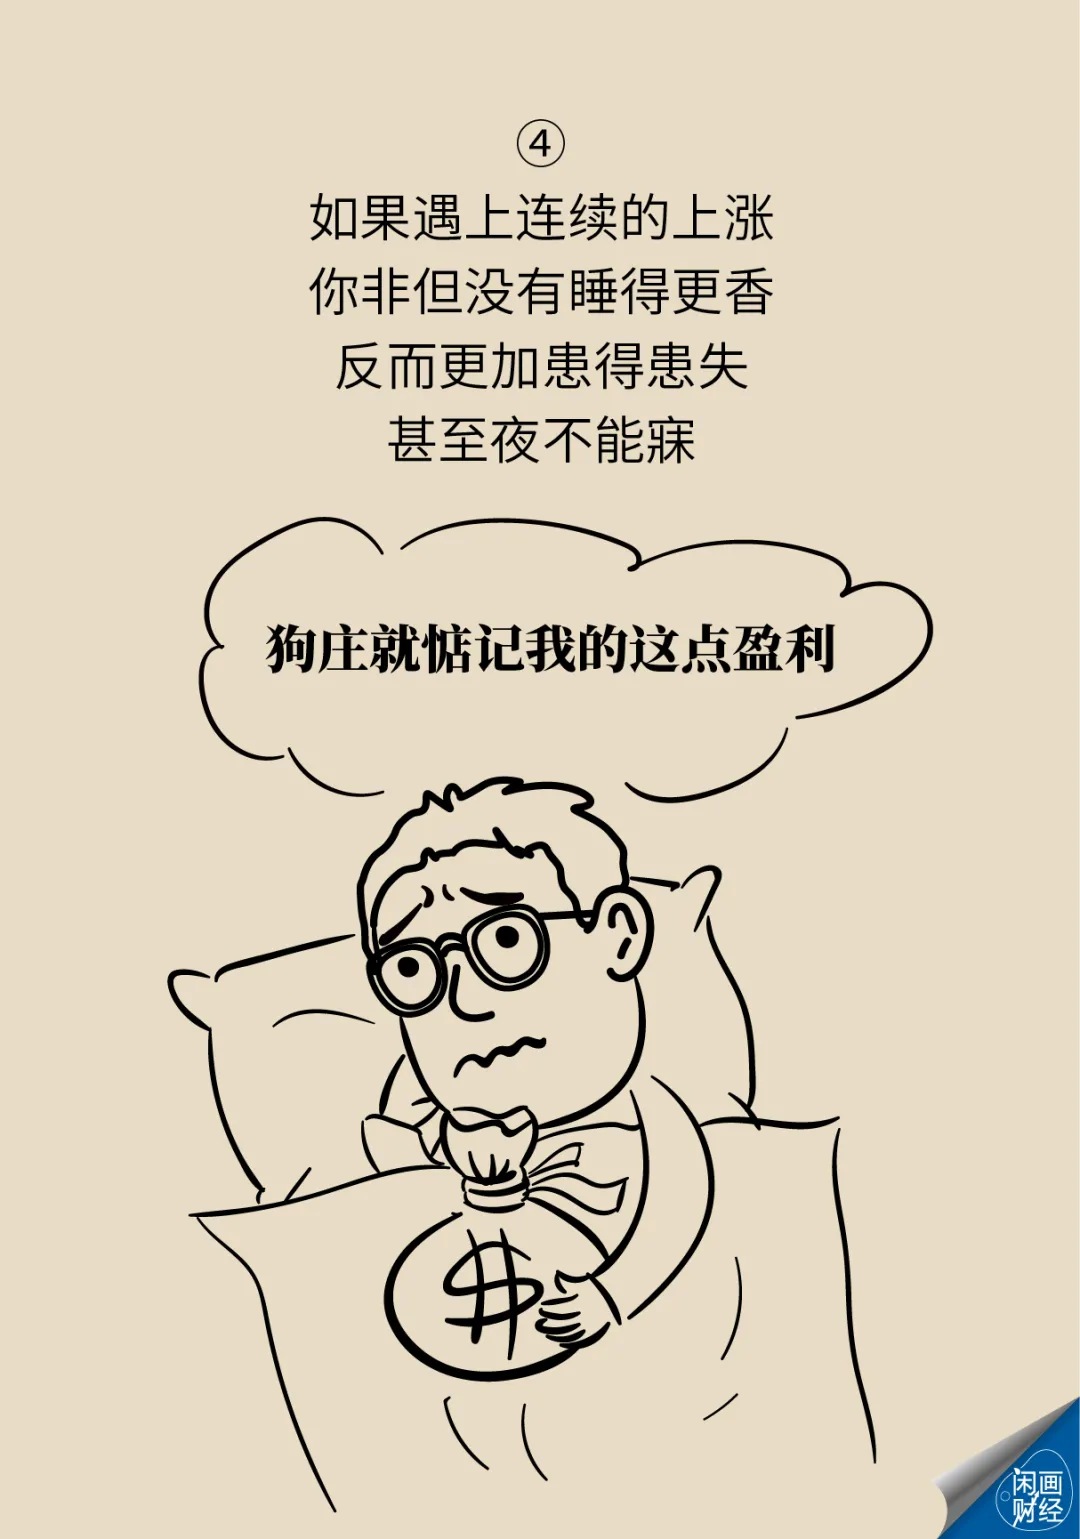 ④
如果遇上连续的上涨
你非但没有睡得更香
反而更加患得患失
甚至夜不能寐
狗庄就惦记我的这点盈利
$
闲画
财经